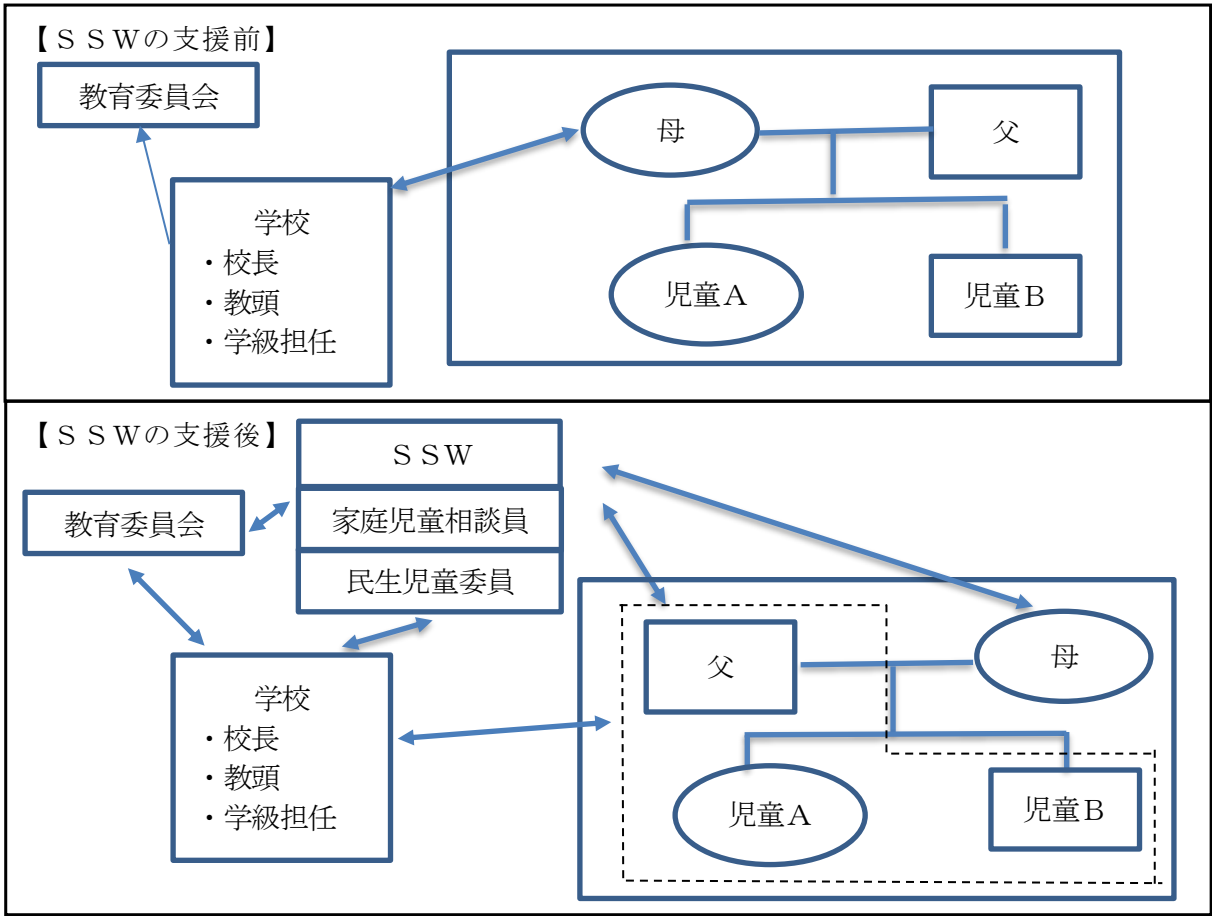 【ＳＳＷの支援前】
教育委員会
学校
・校長
・教頭
・学級担任
母
父
児童Ａ
児童Ｂ
【ＳＳＷの支援後】
ＳＳＷ
家庭児童相談員
民生児童委員
教育委員会
学校
・校長
・教頭
・学級担任
父
母
児童Ａ
児童Ｂ